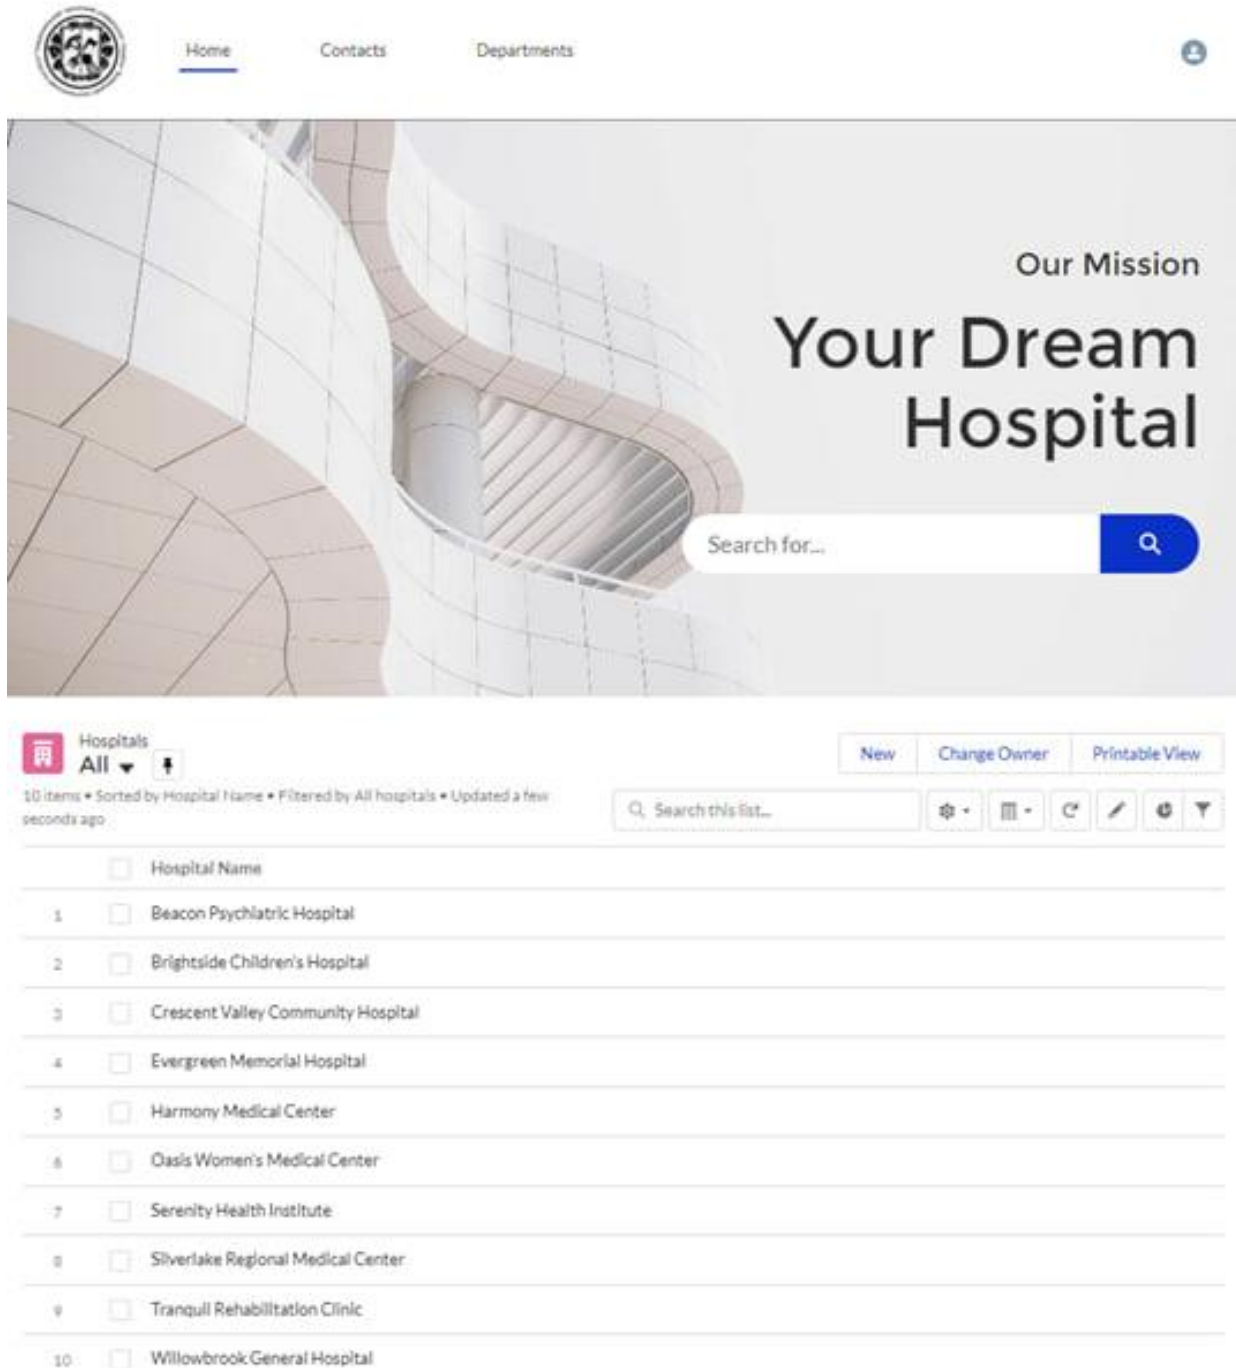 Home Contacts Departments
Our Mission
Your Dream
Hospital
Search for...
Hospitals
All
New Change Owner Printable View
10 items • Sorted by Hospital Name • Filtered by All hospitals • Updated a few
seconds ago
Search this list...
Hospital Name
1 Beacon Psychiatric Hospital
2 Brightside Children's Hospital
3 Crescent Valley Community Hospital
4 Evergreen Memorial Hospital
5 Harmony Medical Center
6 Oasis Women's Medical Center
7 Serenity Health Institute
8 Silverlake Regional Medical Center
9 Tranquil Rehabilitation Clinic
10 Willowbrook General Hospital